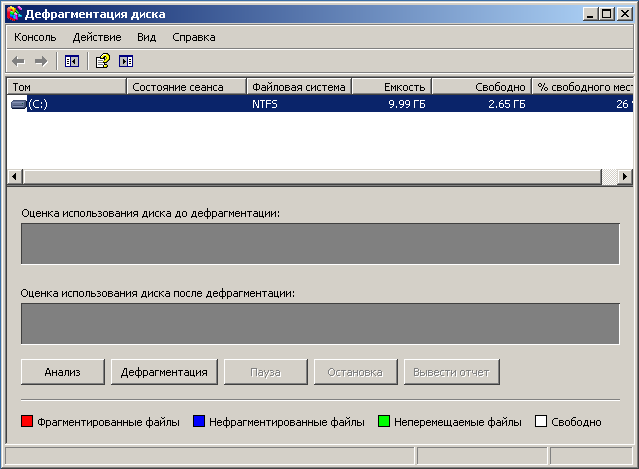 Дефрагментация диска
Консоль Действие Вид Справка
Том Состояние сеанса Файловая система Емкость Свободно % свободного мест
(C:) NTFS 9.99 ГБ 2.65 ГБ 26
Оценка использования диска до дефрагментации:
Оценка использования диска после дефрагментации:
Анализ Дефрагментация Пауза Остановка Вывести отчет
Фрагментированные файлы Нефрагментированные файлы Неперемещаемые файлы Свободно